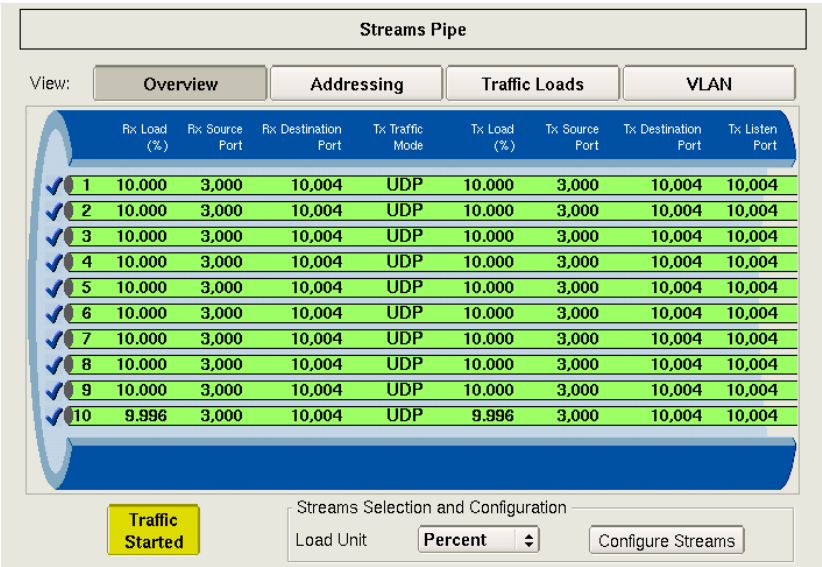 Streams Pipe
View: Overview Addressing Traffic Loads VLAN
Rx Load (%) Rx Source Port Rx Destination Port Tx Traffic Mode Tx Load (%) Tx Source Port Tx Destination Port Tx Listen Port
1 10.000 3,000 10,004 UDP 10.000 3,000 10,004 10,004
2 10.000 3,000 10,004 UDP 10.000 3,000 10,004 10,004
3 10.000 3,000 10,004 UDP 10.000 3,000 10,004 10,004
4 10.000 3,000 10,004 UDP 10.000 3,000 10,004 10,004
5 10.000 3,000 10,004 UDP 10.000 3,000 10,004 10,004
6 10.000 3,000 10,004 UDP 10.000 3,000 10,004 10,004
7 10.000 3,000 10,004 UDP 10.000 3,000 10,004 10,004
8 10.000 3,000 10,004 UDP 10.000 3,000 10,004 10,004
9 10.000 3,000 10,004 UDP 10.000 3,000 10,004 10,004
10 9.996 3,000 10,004 UDP 9.996 3,000 10,004 10,004
Traffic
Started
Streams Selection and Configuration
Load Unit Percent Configure Streams